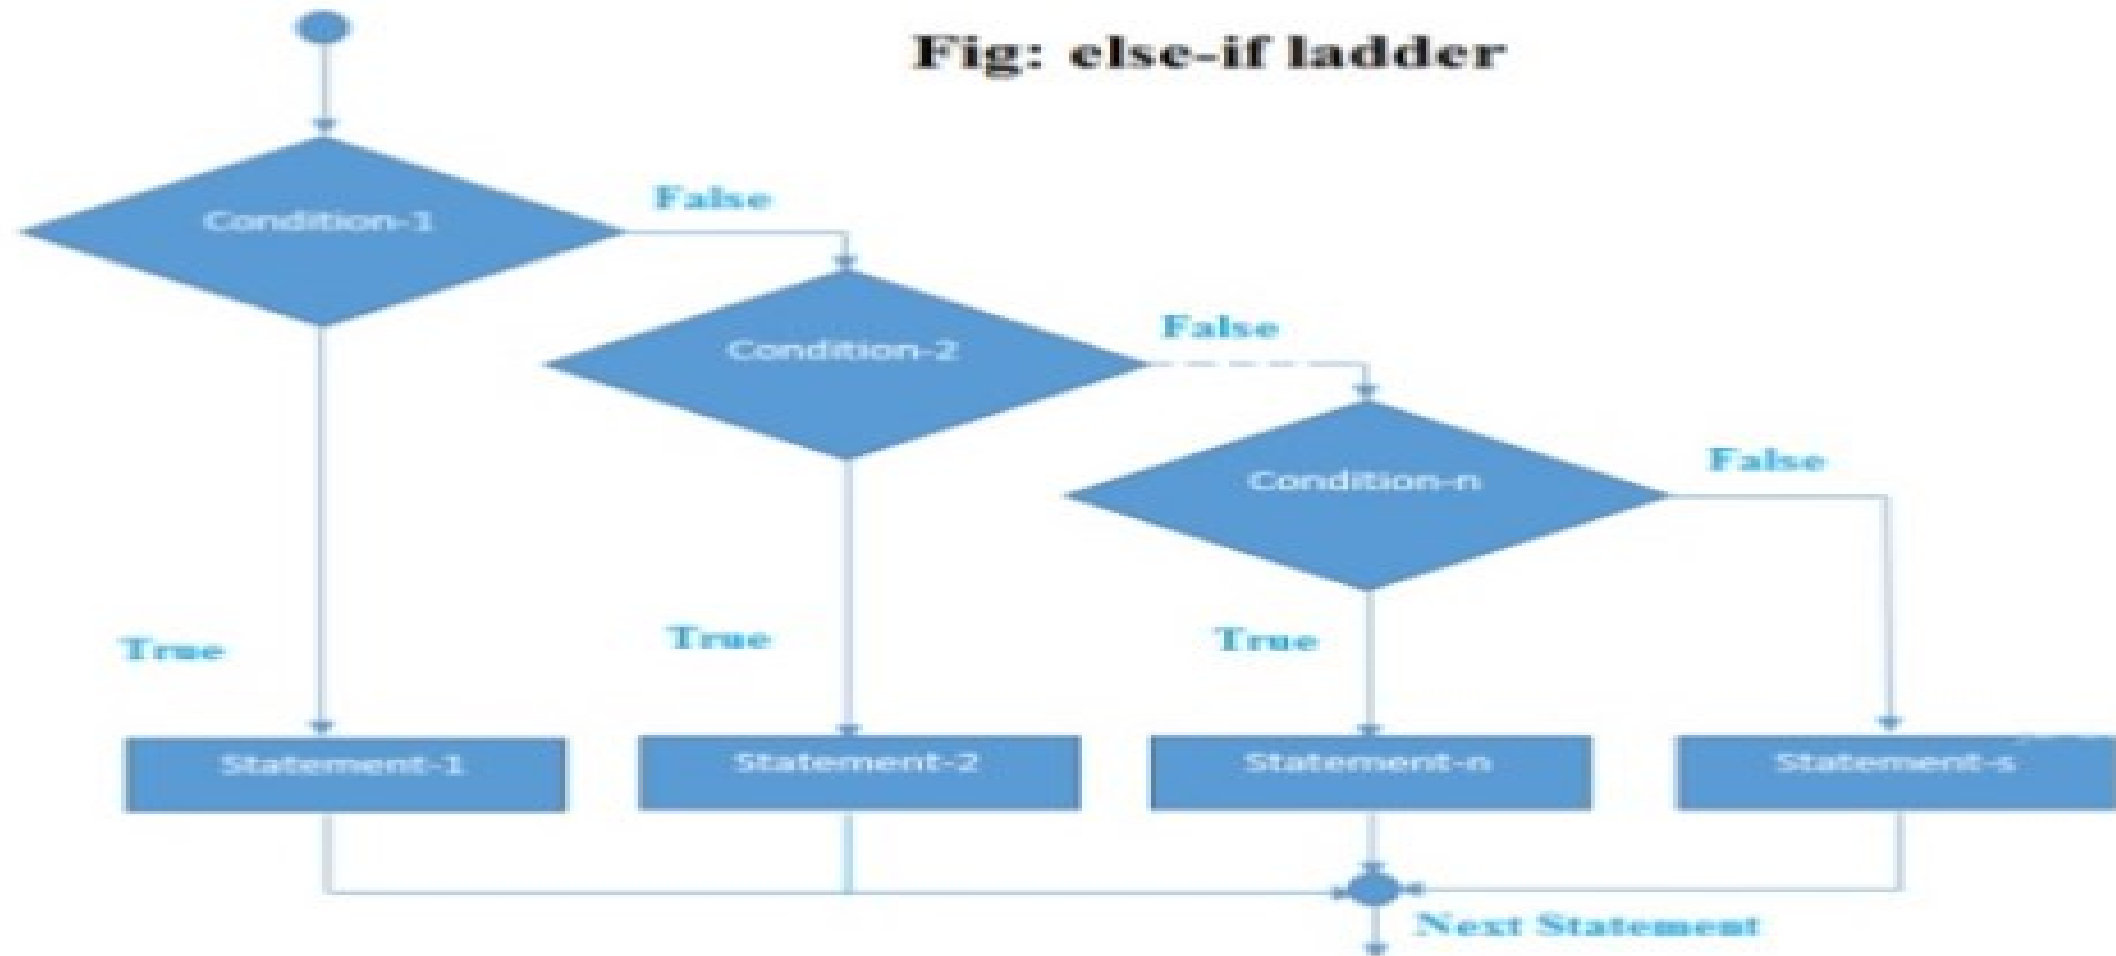 Fig: else-if ladder
Condition-1
False
Condition-2
False
Condition-n
False
True
True
True
Statement-1
Statement-2
Statement-n
Statement-s
Next Statement